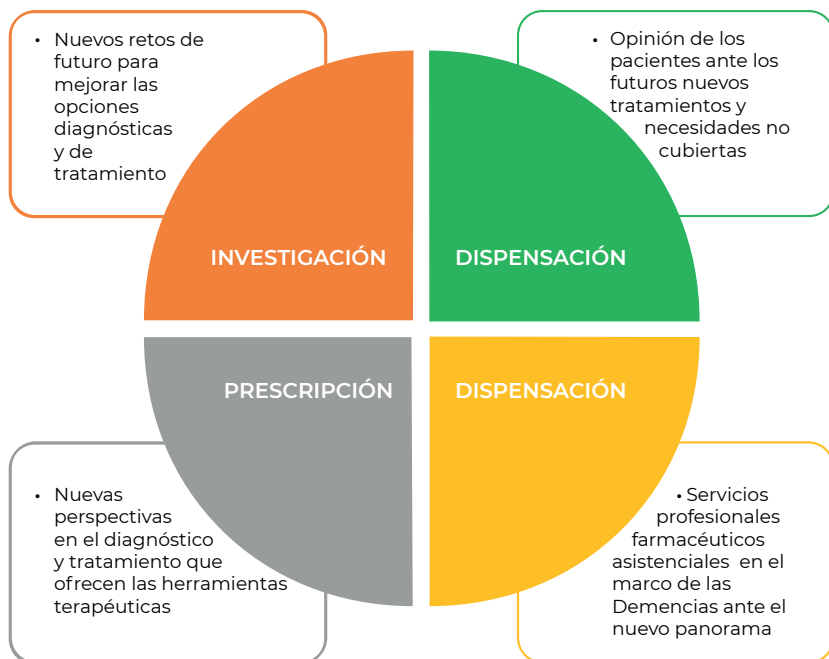 • Nuevos retos de
futuro para
mejorar las
opciones
diagnósticas
y de
tratamiento
• Opinión de los
pacientes ante los
futuros nuevos
tratamientos y
necesidades no
cubiertas
INVESTIGACIÓN
DISPENSACIÓN
PRESCRIPCIÓN
DISPENSACIÓN
• Nuevas
perspectivas
en el diagnóstico
y tratamiento que
ofrecen las herramientas
terapéuticas
• Servicios
profesionales
farmacéuticos
asistenciales en el
marco de las
Demencias ante el
nuevo panorama